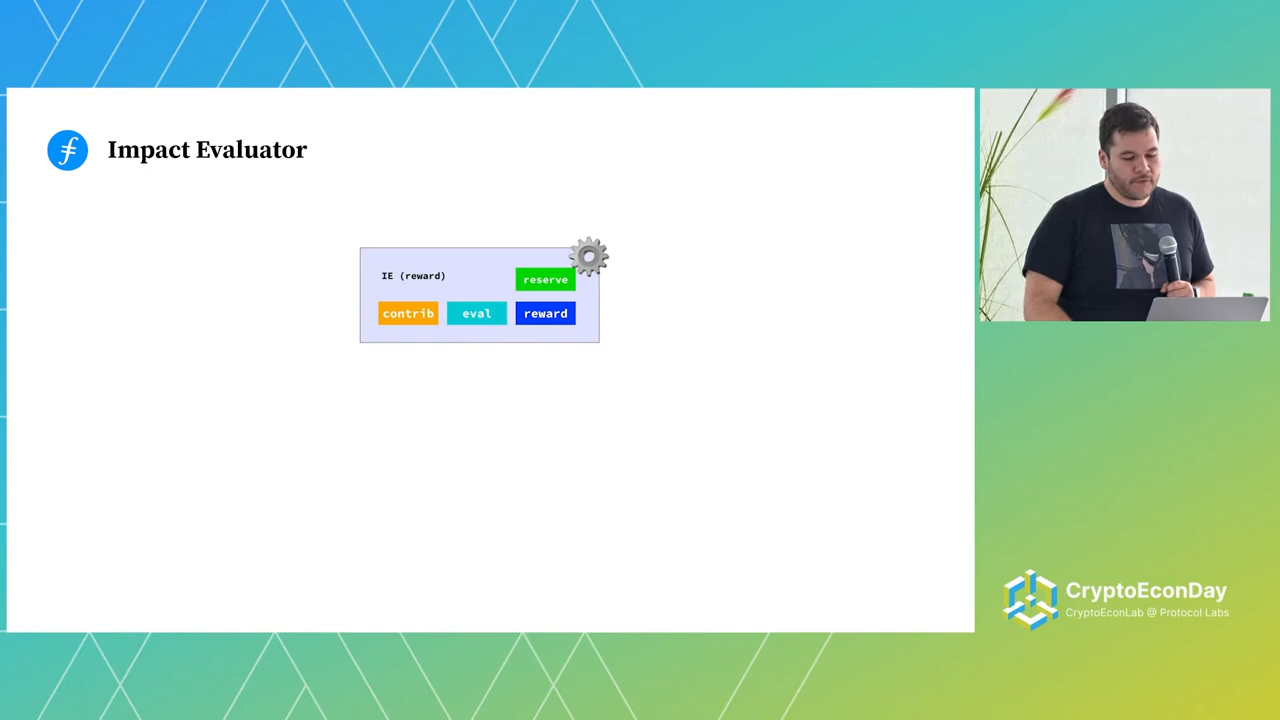 Impact Evaluator
IE (reward)
reserve
contrib
eval
reward
CryptoEconDay
CryptoEconLab @ Protocol Labs